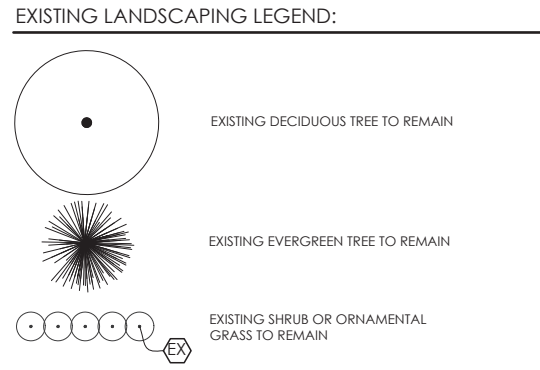 EXISTING LANDSCAPING LEGEND:
EXISTING DECIDUOUS TREE TO REMAIN
EXISTING EVERGREEN TREE TO REMAIN
EXISTING SHRUB OR ORNAMENTAL
GRASS TO REMAIN
EX